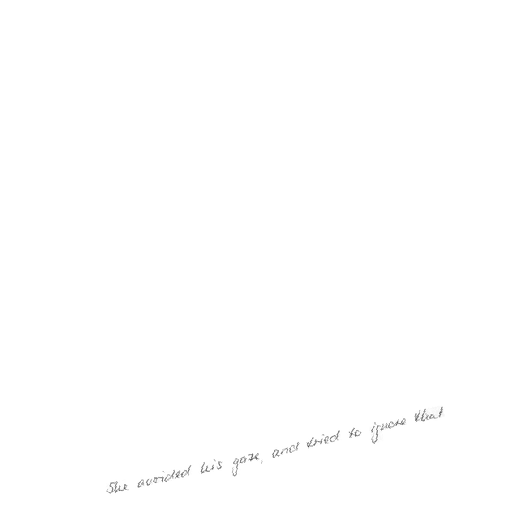 She avoided his gaze, and tried to ignore that